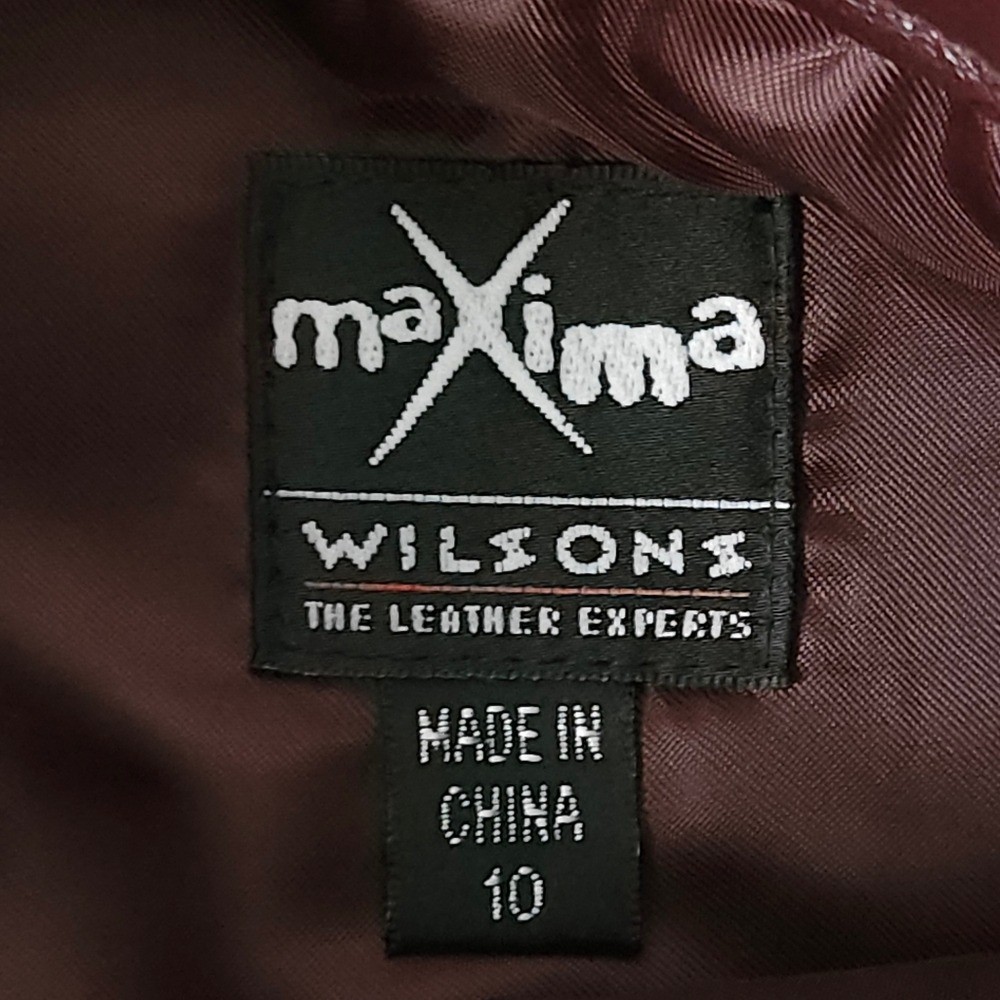 maXima
WILSONS
THE LEATHER EXPERTS
MADE IN
CHINA
10